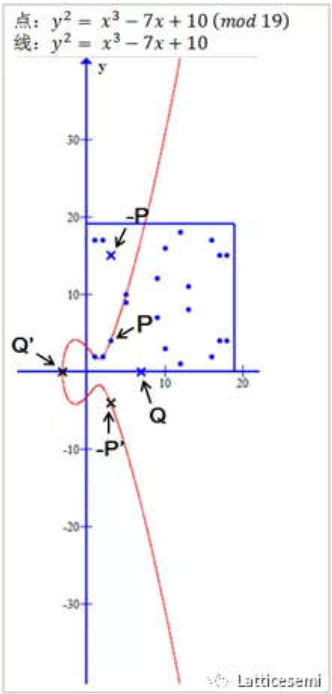 点: y² = x³ − 7x + 10 (mod 19)
线: y² = x³ − 7x + 10
y
30
20
-P
10
P
Q'
10
20
Q
-P'
-10
-20
-30
Latticesemi